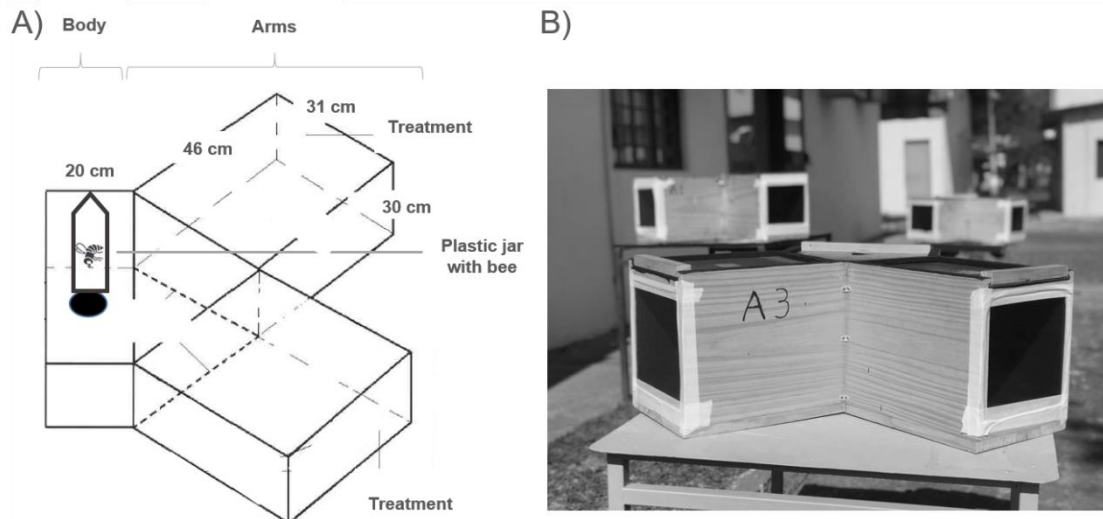 A)
Body
Arms
31 cm
Treatment
46 cm
20 cm
30 cm
Plastic jar
with bee
Treatment
B)
A3